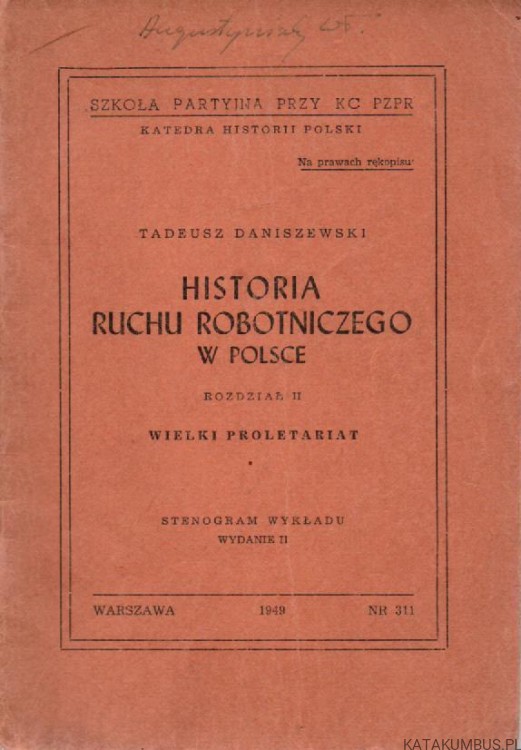 SZKOŁA PARTYJNA PRZY KC PZPR
KATEDRA HISTORII POLSKI
Na prawach rękopisu
TADEUSZ DANISZEWSKI
HISTORIA
RUCHU ROBOTNICZEGO
W POLSCE
ROZDZIAŁ II
WIELKI PROLETARIAT
STENOGRAM WYKŁADU
WYDANIE II
WARSZAWA 1949 NR 311
KATAKUMBUS.PL